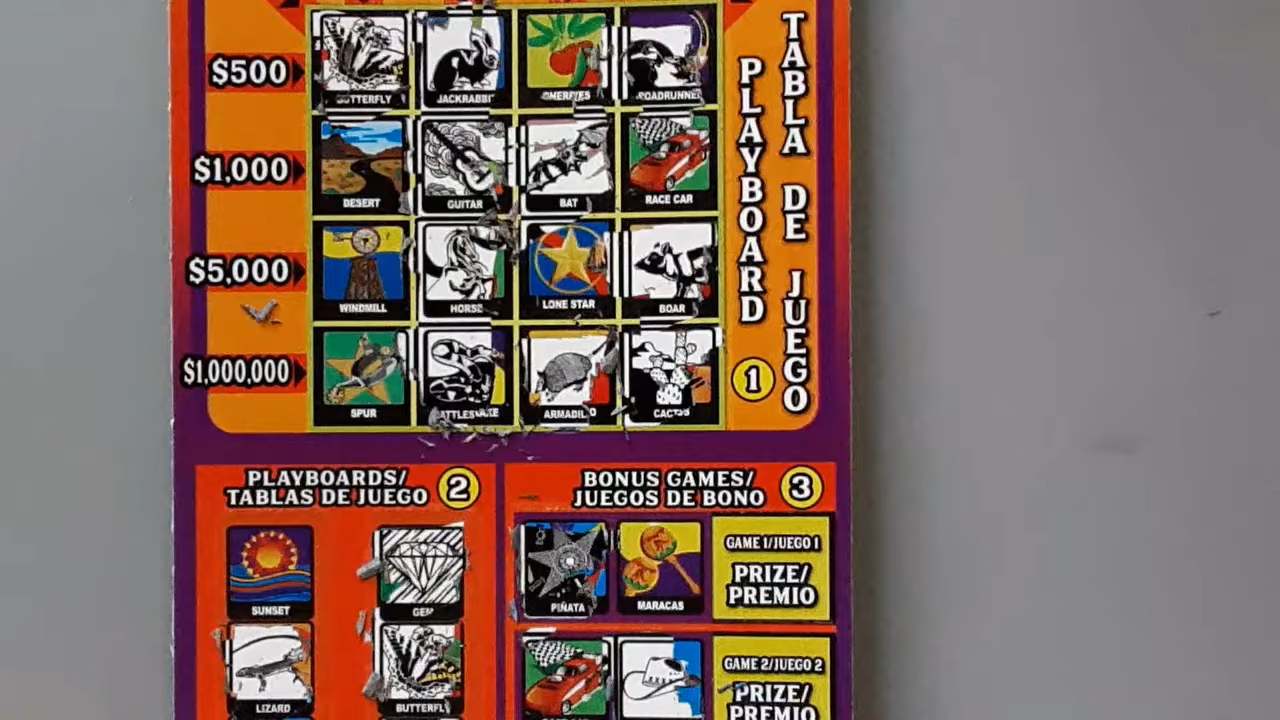 $500
BUTTERFLY
JACKRABBIT
ROADRUNNER
$1,000
DESERT
GUITAR
BAT
RACE CAR
$5,000
WINDMILL
HORSE
LONE STAR
BOAR
$1,000,000
SPUR
RATTLESNAKE
ARMADILLO
CACTUS
PLAYBOARD
TABLA DE JUEGO
1
PLAYBOARDS/
TABLAS DE JUEGO
2
SUNSET
GEM
LIZARD
BUTTERFLY
BONUS GAMES/
JUEGOS DE BONO
3
PIÑATA
MARACAS
GAME 1/JUEGO 1
PRIZE/
PREMIO
GAME 2/JUEGO 2
PRIZE/
PREMIO